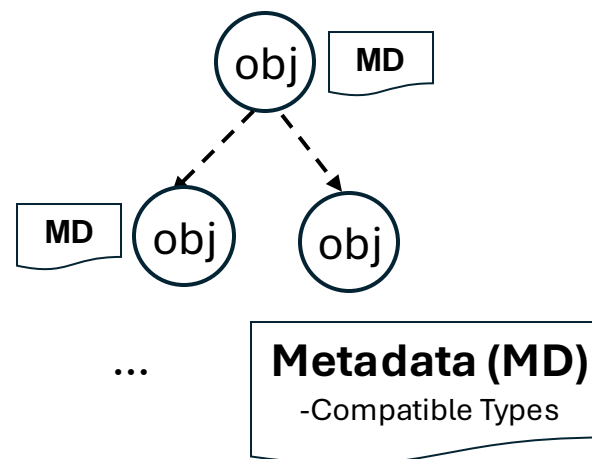 obj
MD
MD
obj
obj
...
Metadata (MD)
-Compatible Types